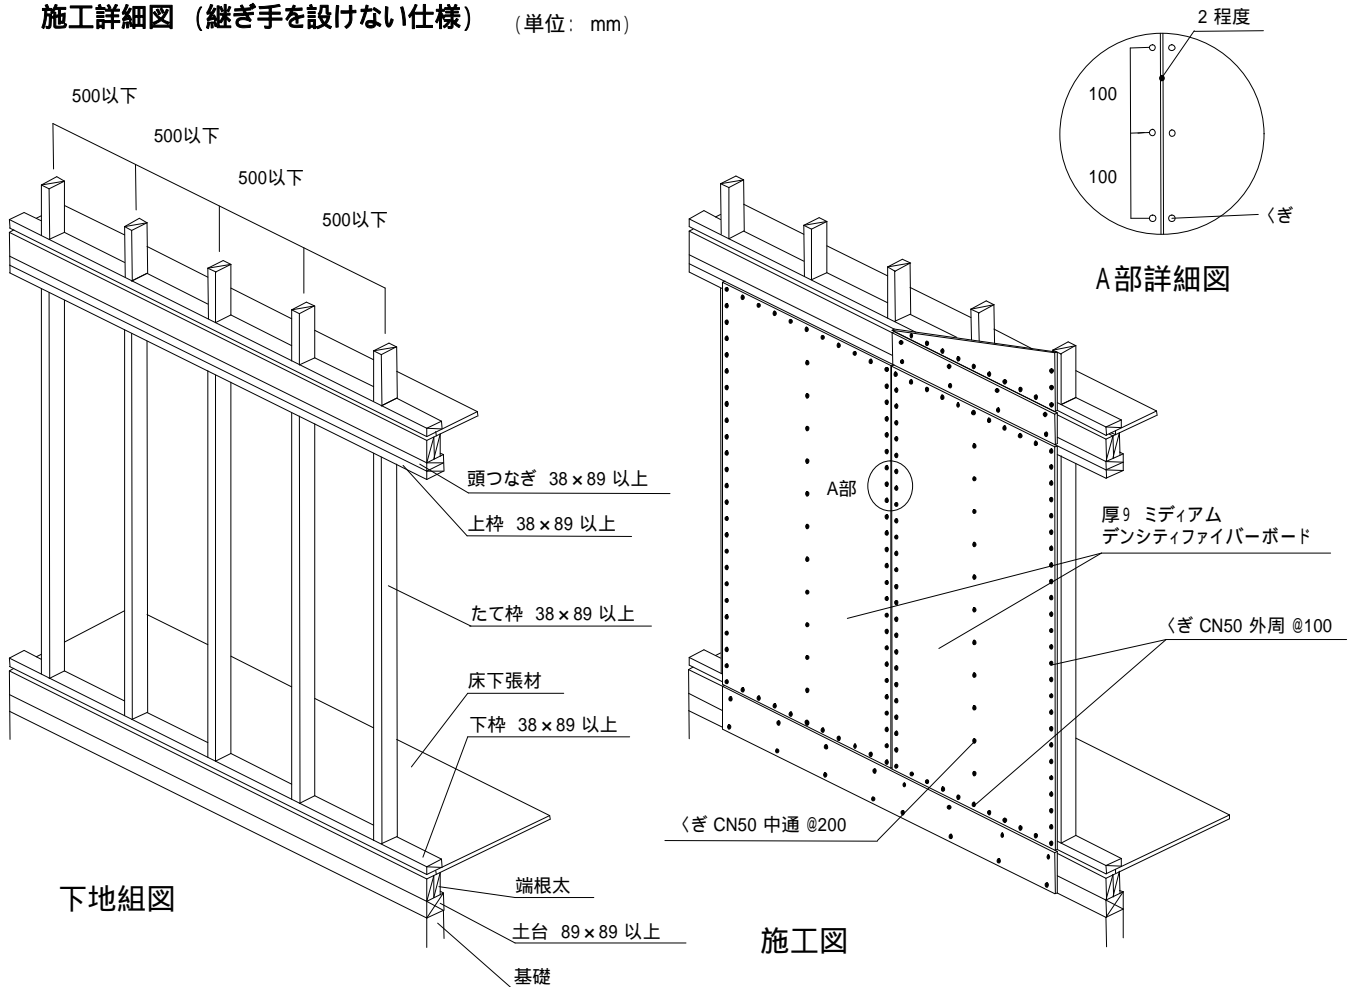 施工詳細図 (継ぎ手を設けない仕様) (単位: mm)
500以下
500以下
500以下
500以下
頭つなぎ 38×89 以上
上枠 38×89 以上
たて枠 38×89 以上
床下張材
下枠 38×89 以上
端根太
土台 89×89 以上
基礎
下地組図
2 程度
100
100
くぎ
A部詳細図
A部
厚9 ミディアム
デンシティファイバーボード
くぎ CN50 外周 @100
くぎ CN50 中通 @200
施工図